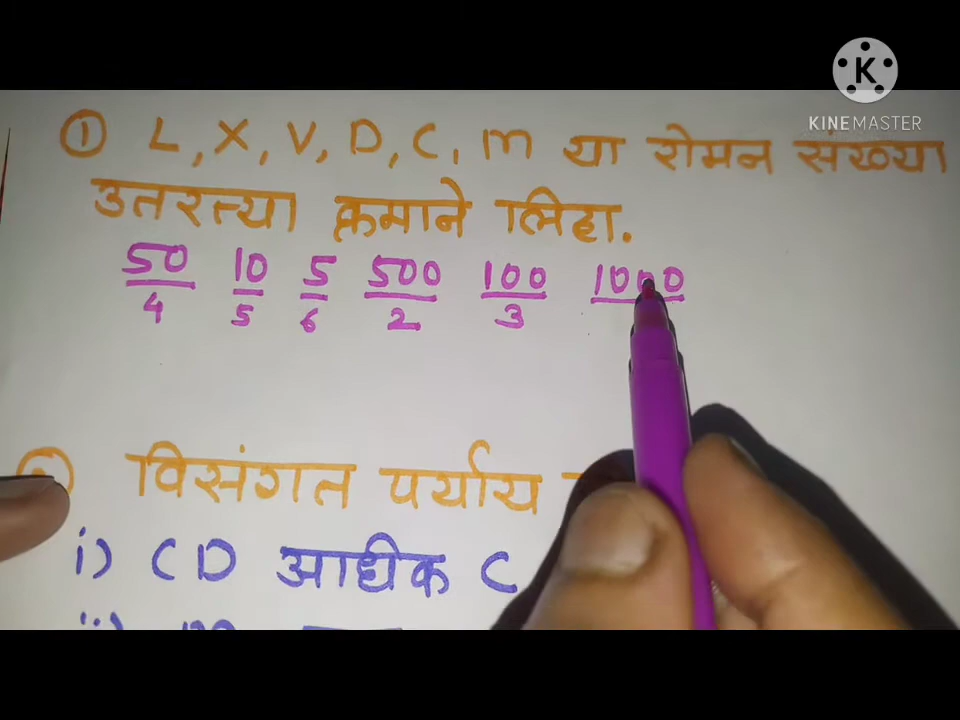 K
KINEMASTER
① L, X, V, D, C, M या रोमन संख्या
उतरत्या क्रमाने लिहा.
50 10 5 500 100 1000
4 5 6 2 3
विसंगत पर्याय
i) CD अधिक C